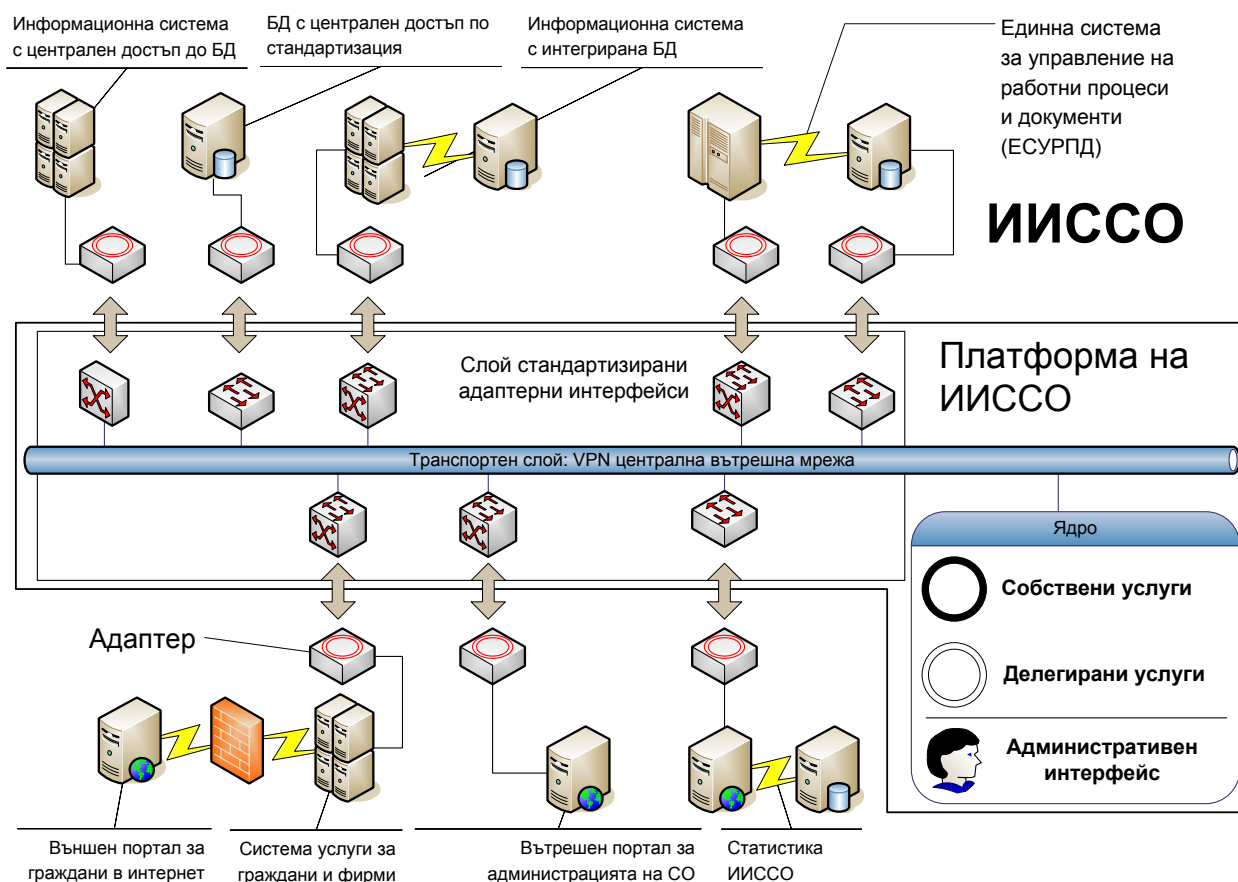 Информационна система
с централен достъп до БД
БД с централен достъп по
стандартизация
Информационна система
с интегрирана БД
Единна система
за управление на
работни процеси
и документи
(ЕСУРПД)
ИИССО
Слой стандартизирани
адаптерни интерфейси
Платформа на
ИИССО
Транспортен слой: VPN централна вътрешна мрежа
Ядро
Собствени услуги
Делегирани услуги
Административен
интерфейс
Адаптер
Външен портал за
граждани в интернет
Система услуги за
граждани и фирми
Вътрешен портал за
администрацията на СО
Статистика
ИИССО